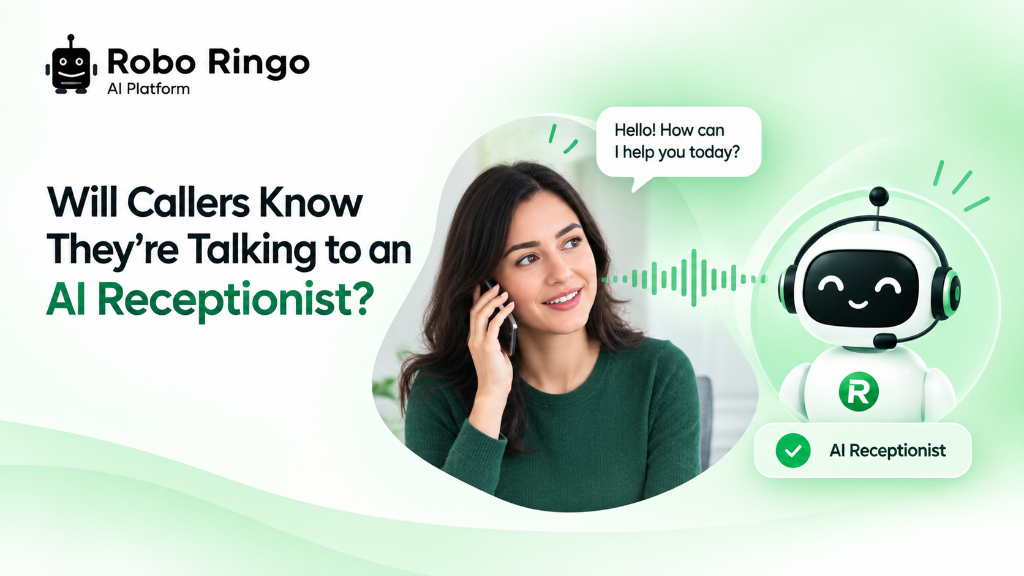 Robo Ringo
AI Platform
Will Callers Know
They're Talking to an
AI Receptionist?
Hello! How can
I help you today?
R
AI Receptionist